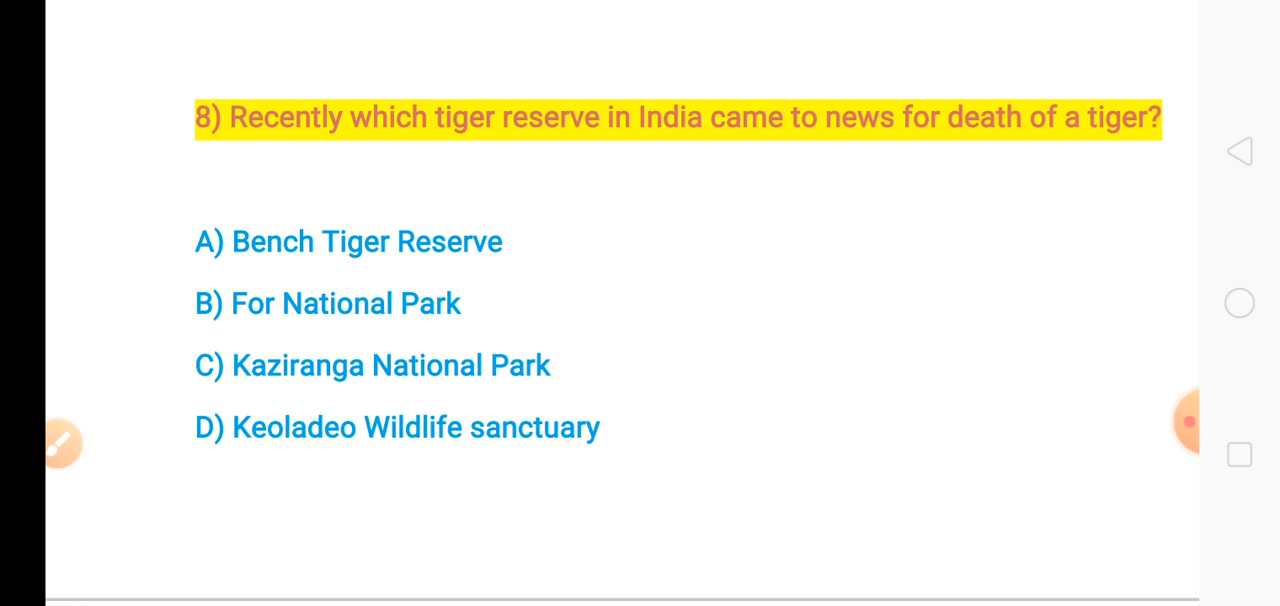 8) Recently which tiger reserve in India came to news for death of a tiger?
A) Bench Tiger Reserve
B) For National Park
C) Kaziranga National Park
D) Keoladeo Wildlife sanctuary